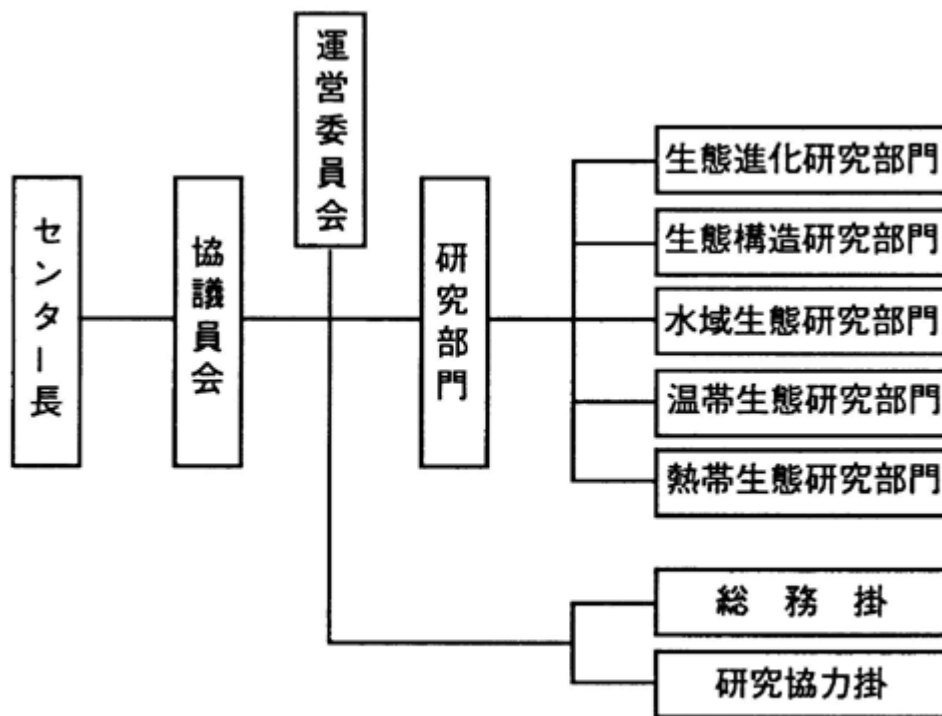 センター長
協議員会
運営委員会
研究部門
生態進化研究部門
生態構造研究部門
水域生態研究部門
温帯生態研究部門
熱帯生態研究部門
総務掛
研究協力掛